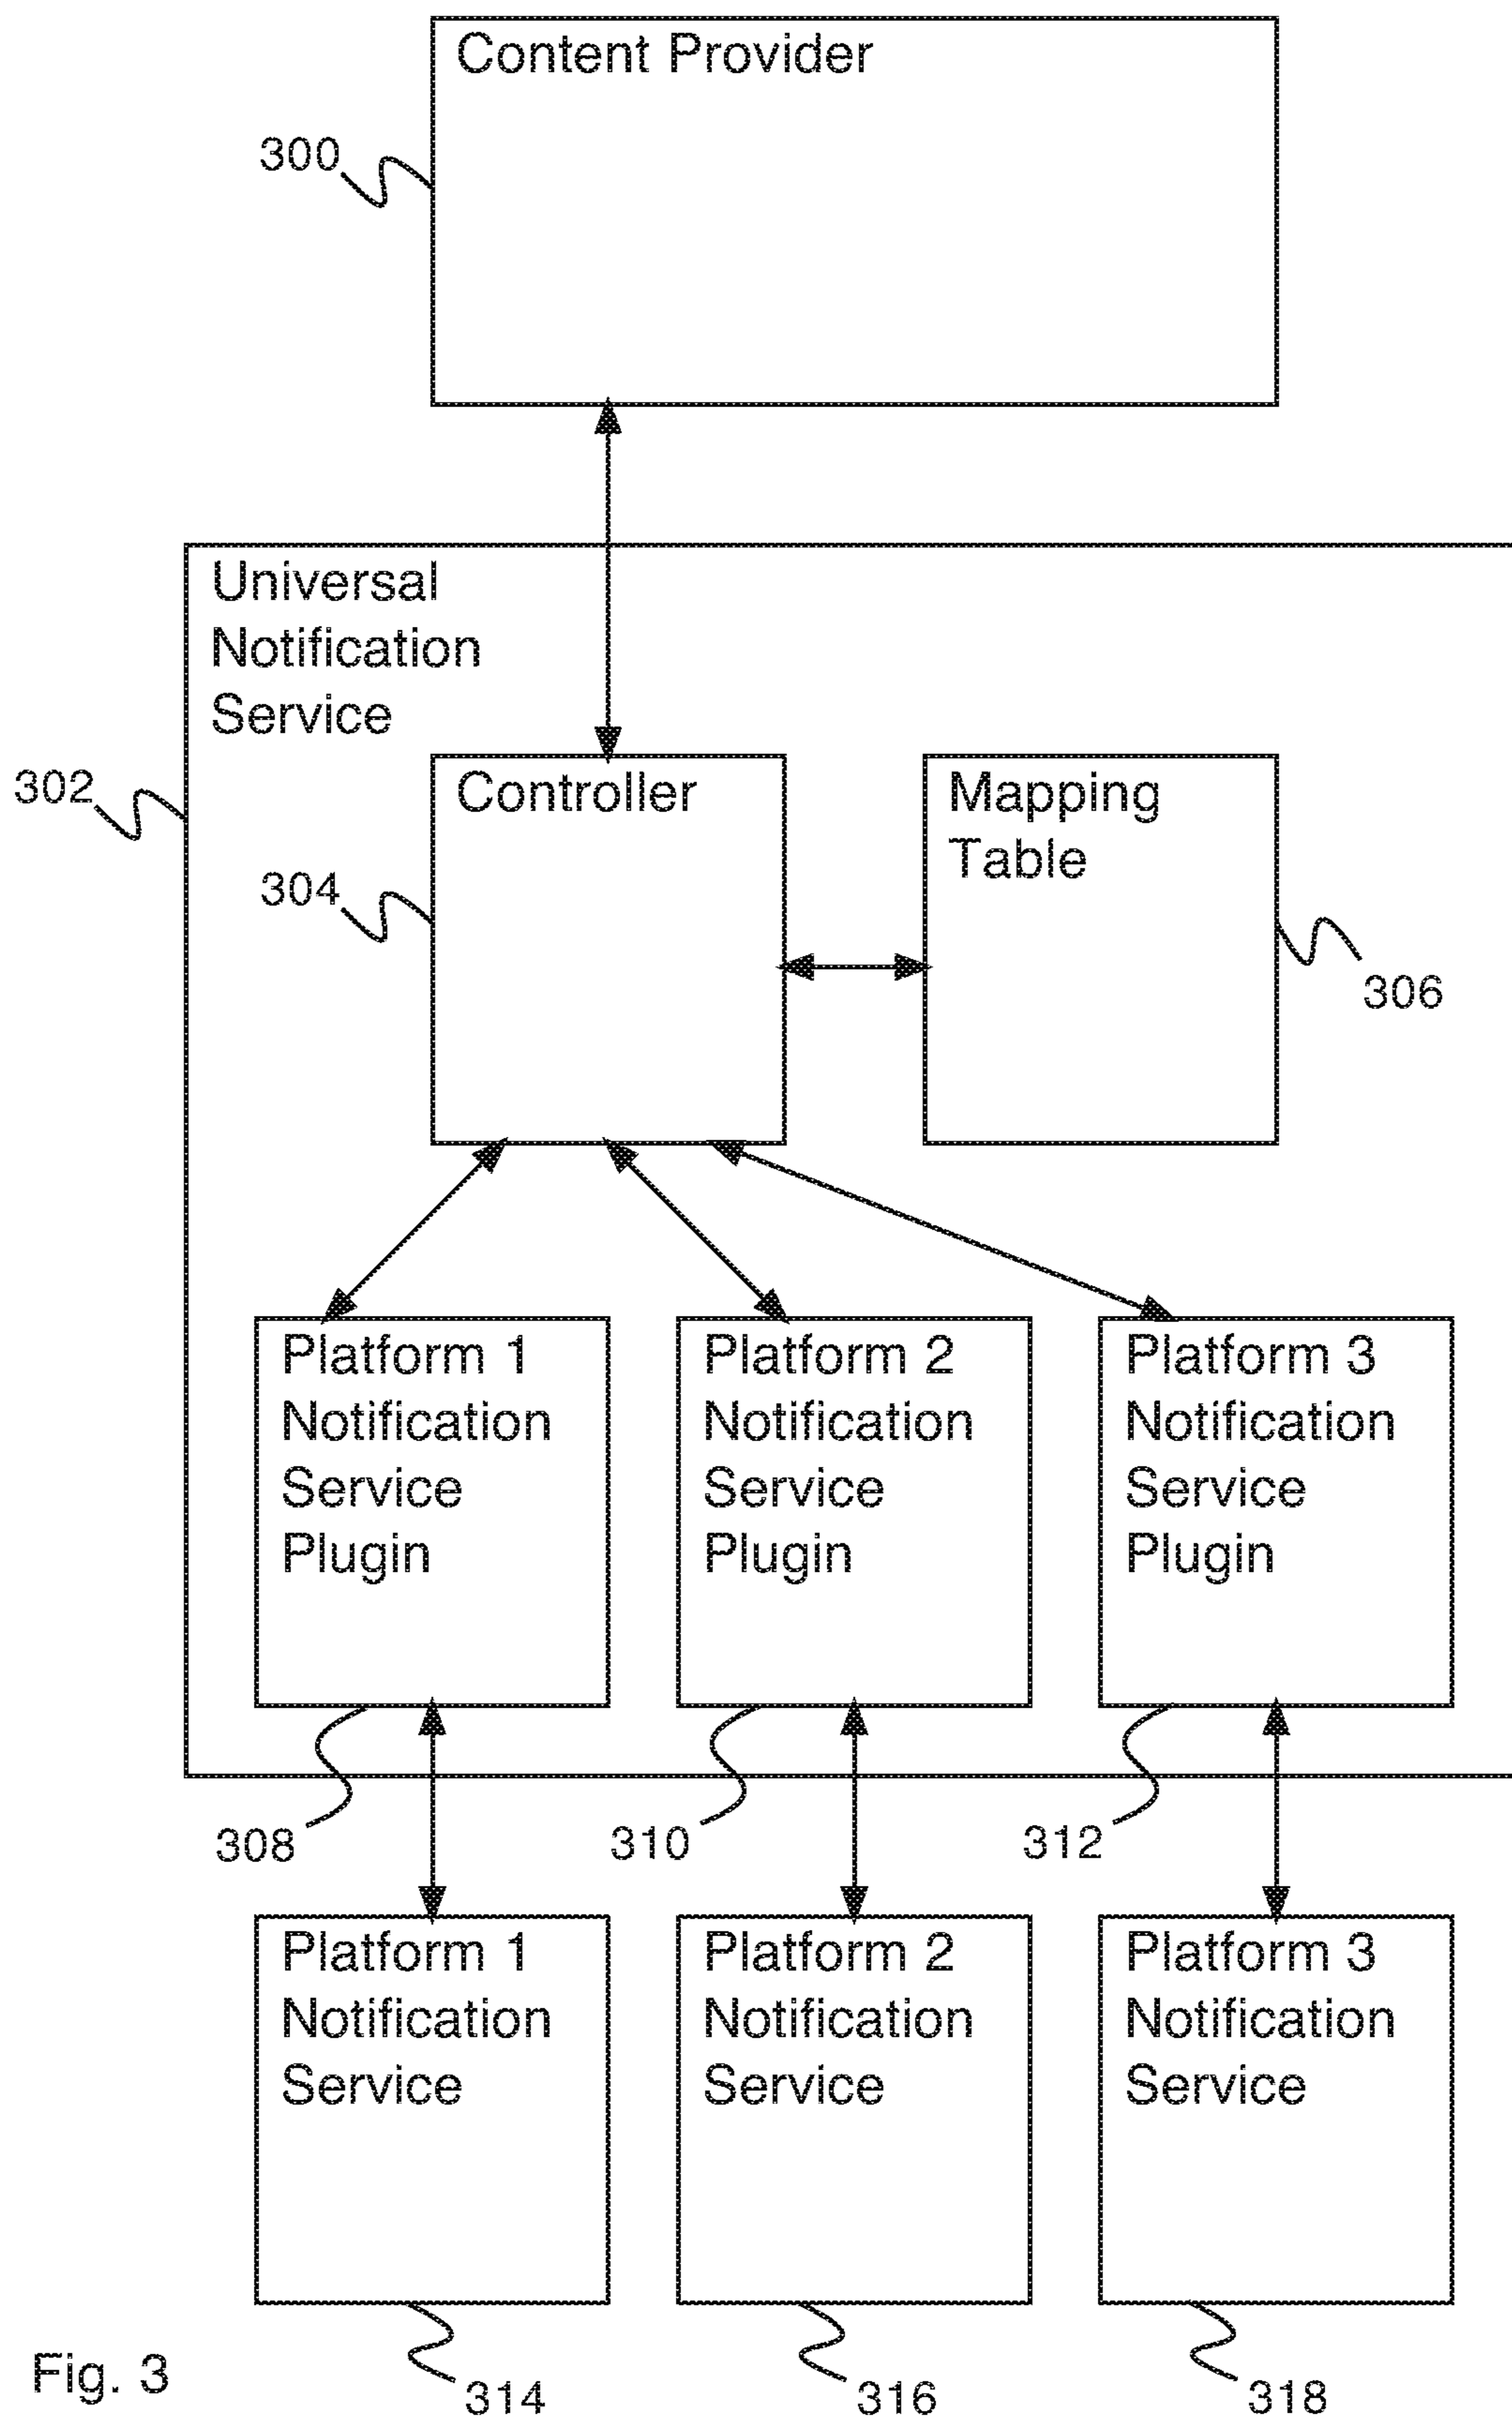 Content Provider
300
Universal
Notification
Service
302
Controller
304
Mapping
Table
306
Platform 1
Notification
Service
Plugin
Platform 2
Notification
Service
Plugin
Platform 3
Notification
Service
Plugin
308
310
312
Platform 1
Notification
Service
Platform 2
Notification
Service
Platform 3
Notification
Service
314
316
318
Fig. 3